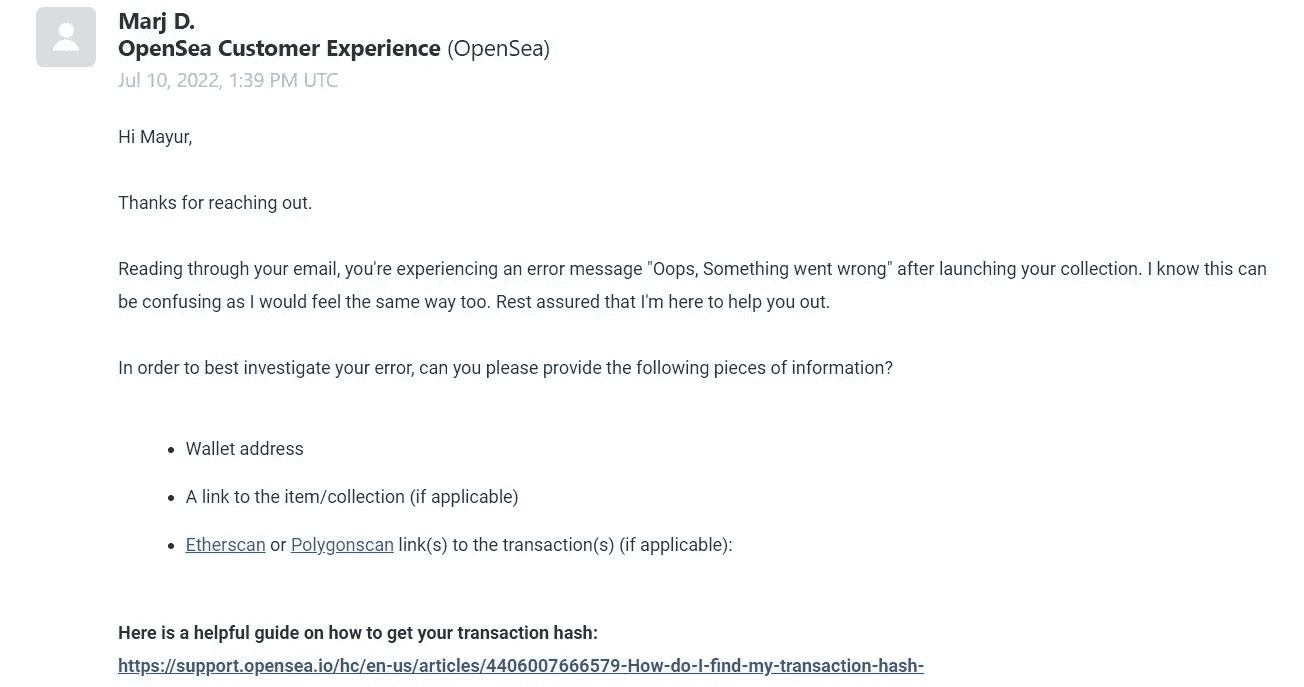 Marj D.
OpenSea Customer Experience (OpenSea)
Jul 10, 2022, 1:39 PM UTC
Hi Mayur,
Thanks for reaching out.
Reading through your email, you're experiencing an error message "Oops, Something went wrong" after launching your collection. I know this can
be confusing as I would feel the same way too. Rest assured that I'm here to help you out.
In order to best investigate your error, can you please provide the following pieces of information?
• Wallet address
• A link to the item/collection (if applicable)
• Etherscan or Polygonscan link(s) to the transaction(s) (if applicable):
Here is a helpful guide on how to get your transaction hash:
https://support.opensea.io/hc/en-us/articles/4406007666579-How-do-I-find-my-transaction-hash-